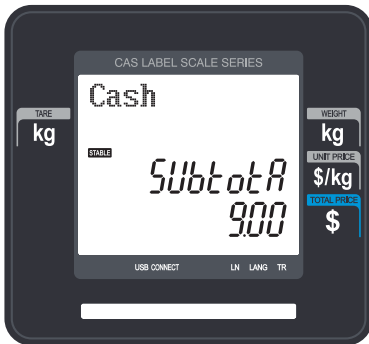 CAS LABEL SCALE SERIES
Cash
TARE
kg
WEIGHT
kg
STABLE
SUbtotA
UNIT PRICE
$/kg
9.00
TOTAL PRICE
$
USB CONNECT LN LANG TR